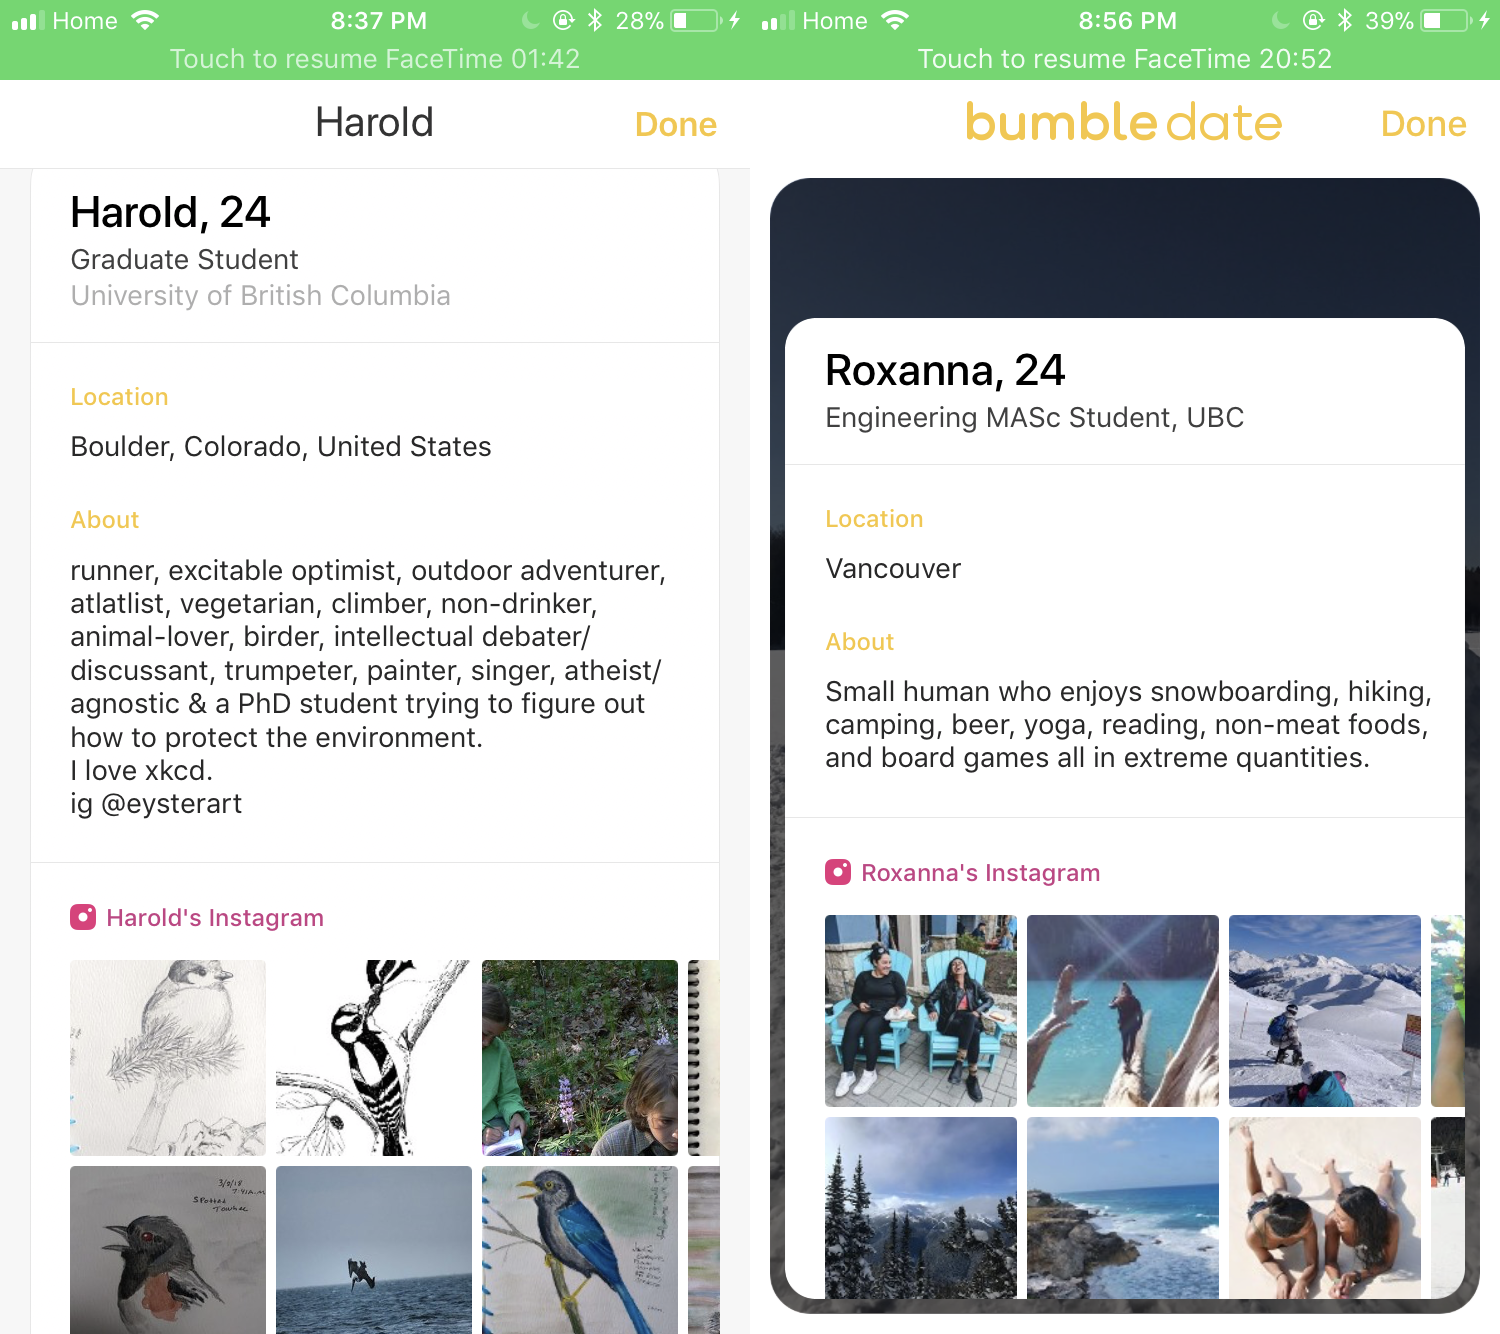 Home 8:37 PM 28%
Touch to resume FaceTime 01:42
Harold Done
Harold, 24
Graduate Student
University of British Columbia
Location
Boulder, Colorado, United States
About
runner, excitable optimist, outdoor adventurer,
atlatlist, vegetarian, climber, non-drinker,
animal-lover, birder, intellectual debater/
discussant, trumpeter, painter, singer, atheist/
agnostic & a PhD student trying to figure out
how to protect the environment.
I love xkcd.
ig @eysterart
Harold's Instagram
3/9/18
7:41 A.M
Spotted
Towhee
Home 8:56 PM 39%
Touch to resume FaceTime 20:52
bumble date Done
Roxanna, 24
Engineering MASc Student, UBC
Location
Vancouver
About
Small human who enjoys snowboarding, hiking,
camping, beer, yoga, reading, non-meat foods,
and board games all in extreme quantities.
Roxanna's Instagram